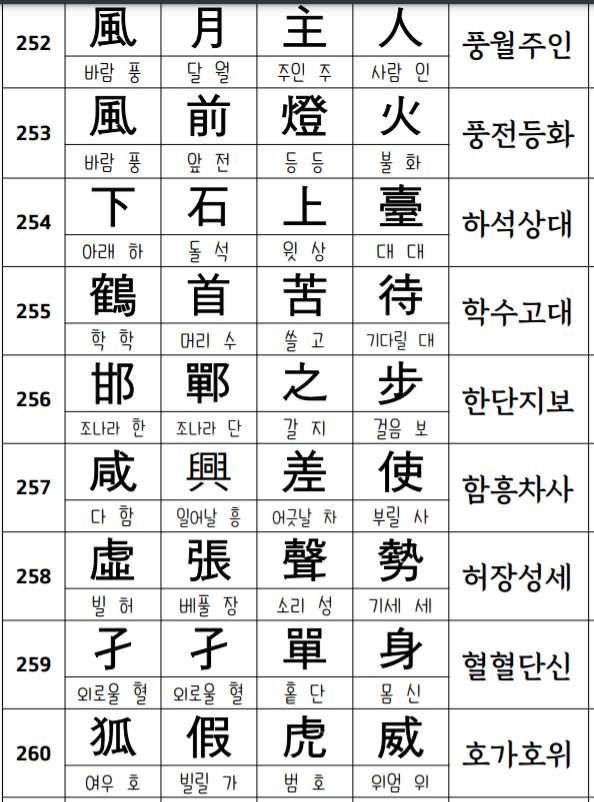 252 風 月 主 人 풍월주인
바람 풍 달 월 주인 주 사람 인
253 風 前 燈 火 풍전등화
바람 풍 앞 전 등 등 불 화
254 下 石 上 臺 하석상대
아래 하 돌 석 윗 상 대 대
255 鶴 首 苦 待 학수고대
학 학 머리 수 쓸 고 기다릴 대
256 邯 鄲 之 步 한단지보
조나라 한 조나라 단 갈 지 걸음 보
257 咸 興 差 使 함흥차사
다 함 일어날 흥 어긋날 차 부릴 사
258 虛 張 聲 勢 허장성세
빌 허 베풀 장 소리 성 기세 세
259 孑 孑 單 身 혈혈단신
외로울 혈 외로울 혈 홑 단 몸 신
260 狐 假 虎 威 호가호위
여우 호 빌릴 가 범 호 위엄 위